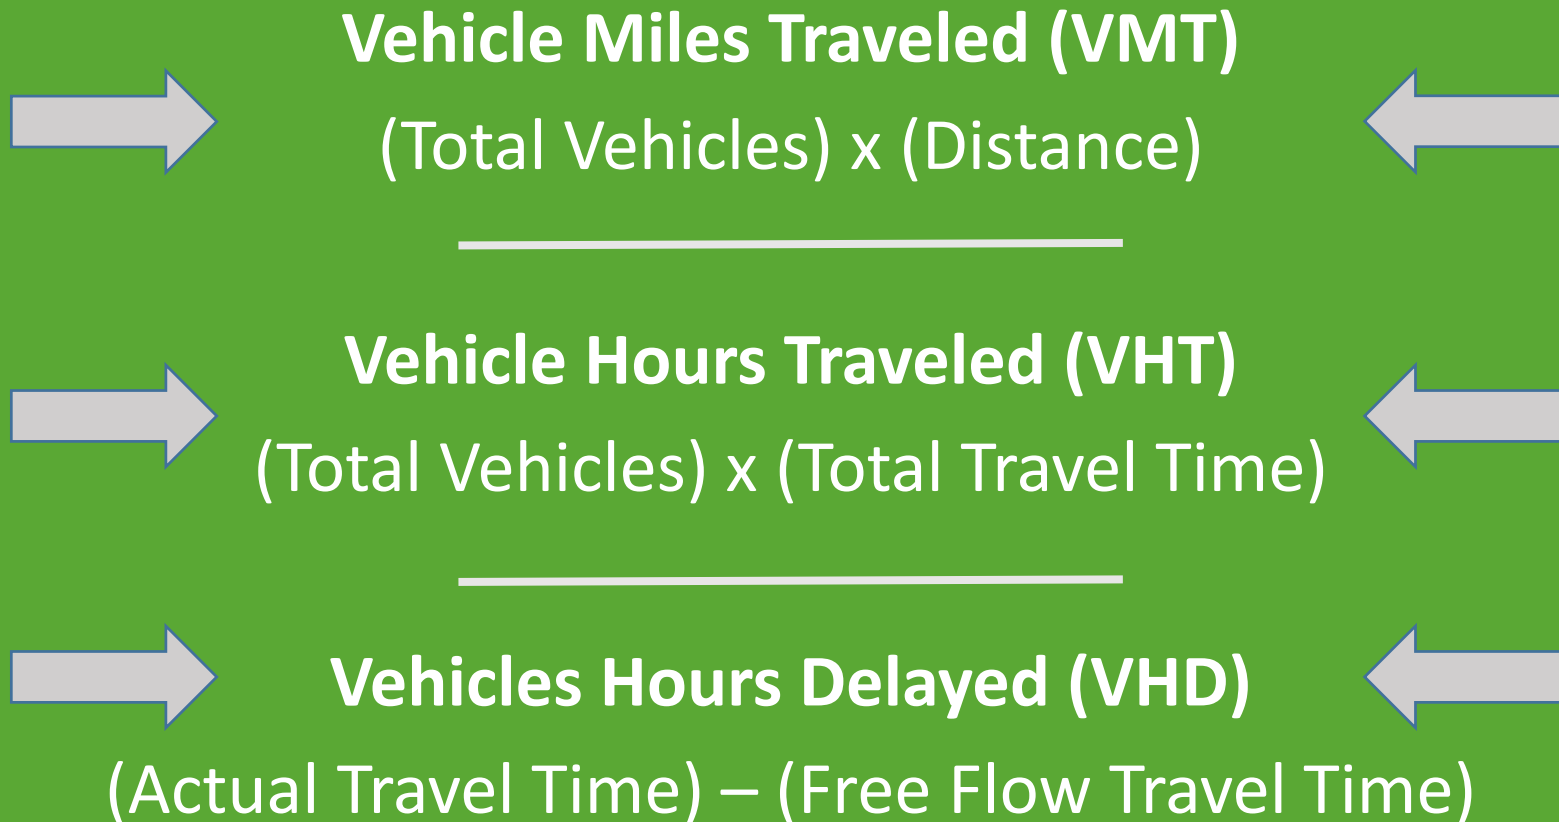 Vehicle Miles Traveled (VMT)
(Total Vehicles) x (Distance)
Vehicle Hours Traveled (VHT)
(Total Vehicles) x (Total Travel Time)
Vehicles Hours Delayed (VHD)
(Actual Travel Time) – (Free Flow Travel Time)